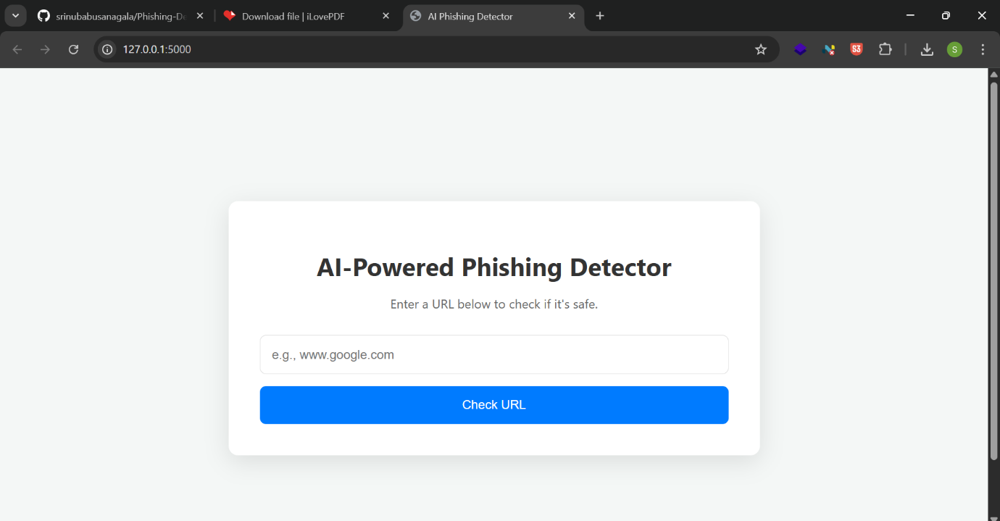 srinubabusanagala/Phishing-De
Download file | iLovePDF
AI Phishing Detector
127.0.0.1:5000
S3
S
AI-Powered Phishing Detector
Enter a URL below to check if it's safe.
e.g., www.google.com
Check URL